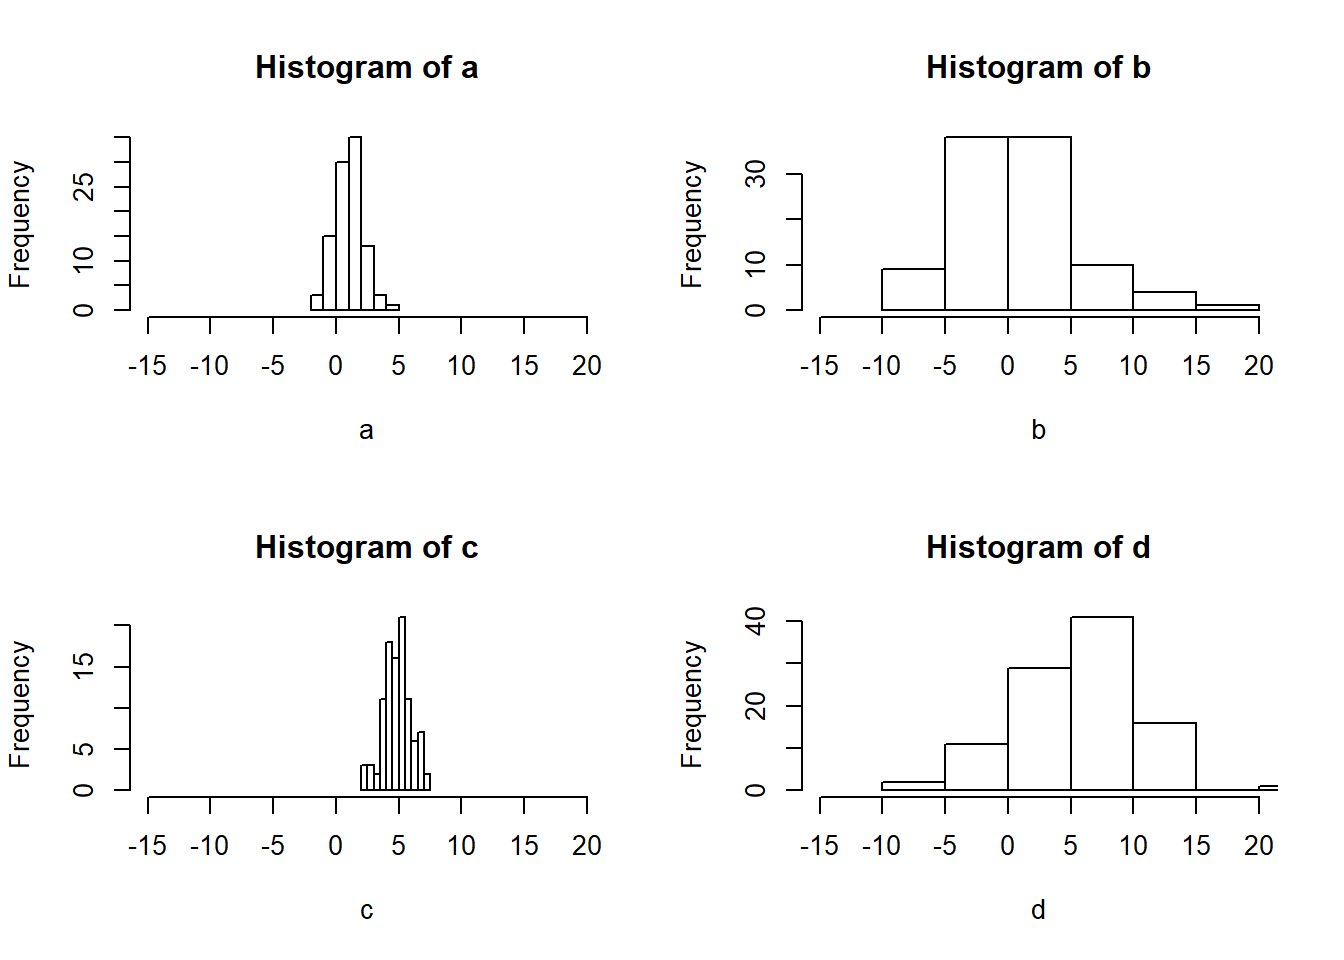 Histogram of a
Frequency
0 10 25
-15 -10 -5 0 5 10 15 20
a
Histogram of b
Frequency
0 10 30
-15 -10 -5 0 5 10 15 20
b
Histogram of c
Frequency
0 5 15
-15 -10 -5 0 5 10 15 20
c
Histogram of d
Frequency
0 20 40
-15 -10 -5 0 5 10 15 20
d